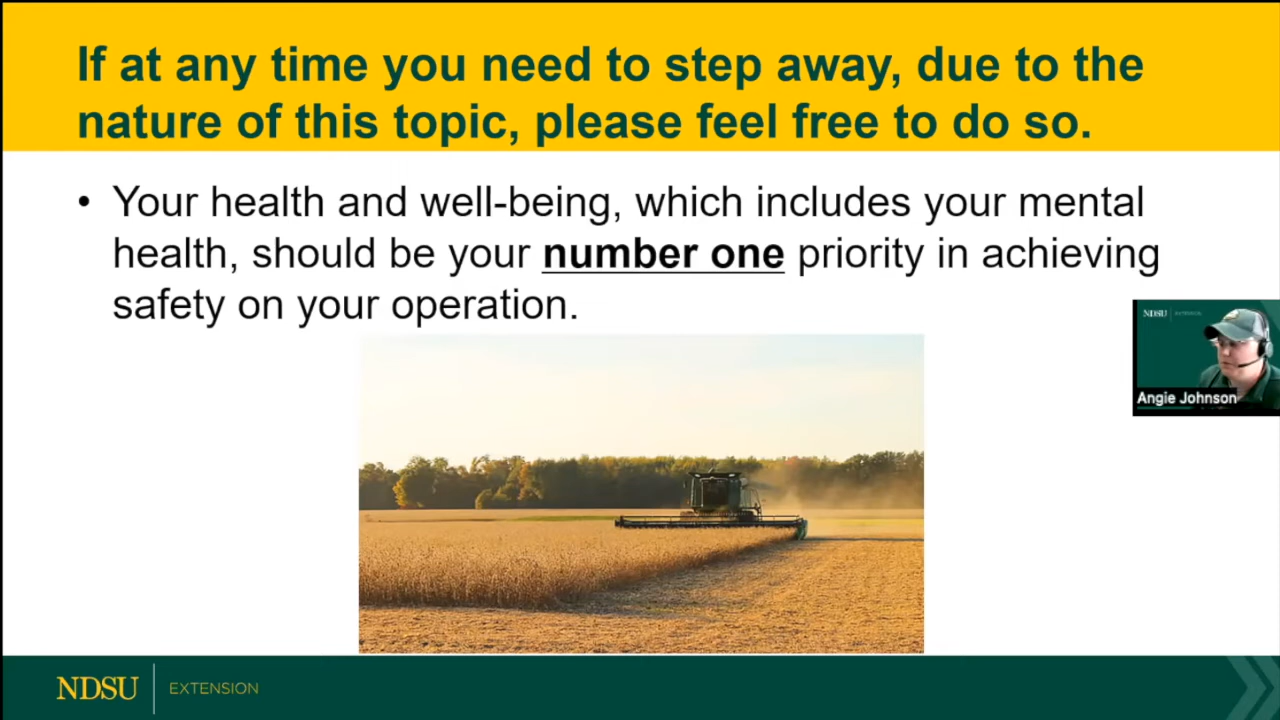 If at any time you need to step away, due to the
nature of this topic, please feel free to do so.
• Your health and well-being, which includes your mental
health, should be your number one priority in achieving
safety on your operation.
NDSU EXTENSION
Angie Johnson
NDSU EXTENSION